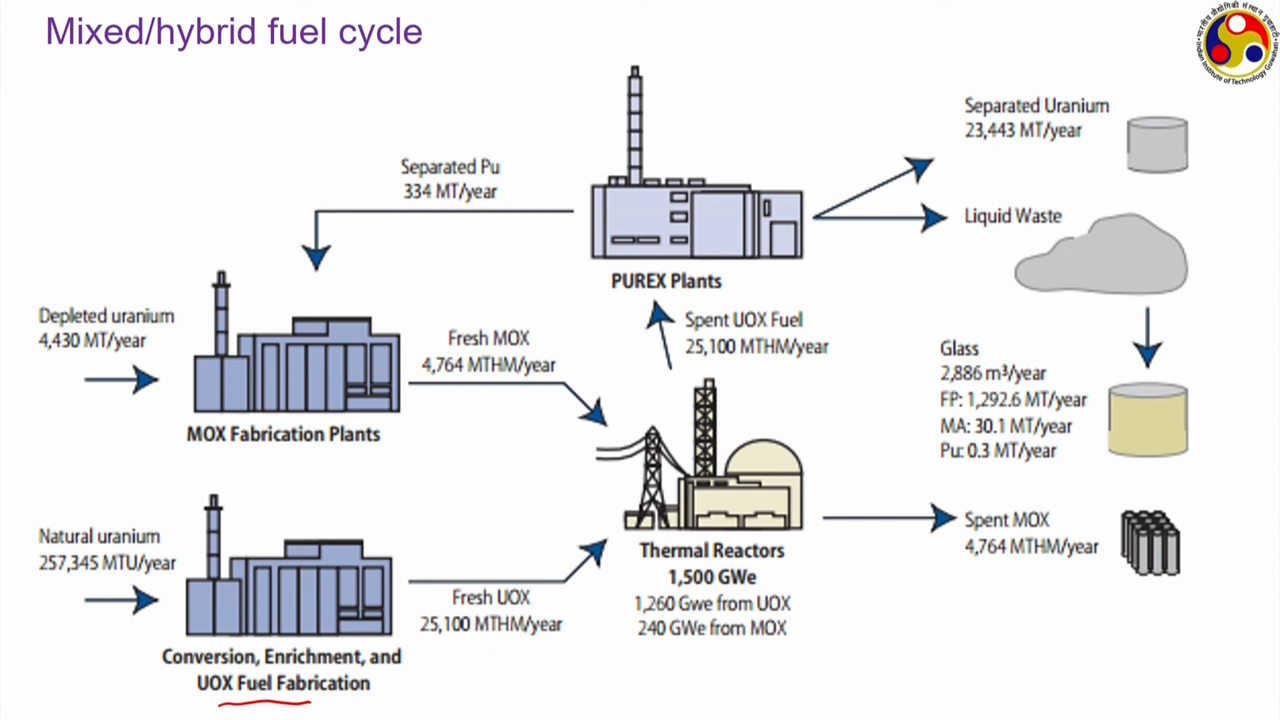 Mixed/hybrid fuel cycle
Separated Pu
334 MT/year
Separated Uranium
23,443 MT/year
Liquid Waste
PUREX Plants
Depleted uranium
4,430 MT/year
Fresh MOX
4,764 MTHM/year
Spent UOX Fuel
25,100 MTHM/year
Glass
2,886 m³/year
FP: 1,292.6 MT/year
MA: 30.1 MT/year
Pu: 0.3 MT/year
MOX Fabrication Plants
Natural uranium
257,345 MTU/year
Fresh UOX
25,100 MTHM/year
Thermal Reactors
1,500 GWe
1,260 Gwe from UOX
240 GWe from MOX
Spent MOX
4,764 MTHM/year
Conversion, Enrichment, and
UOX Fuel Fabrication
Indian Institute of Technology Guwahati